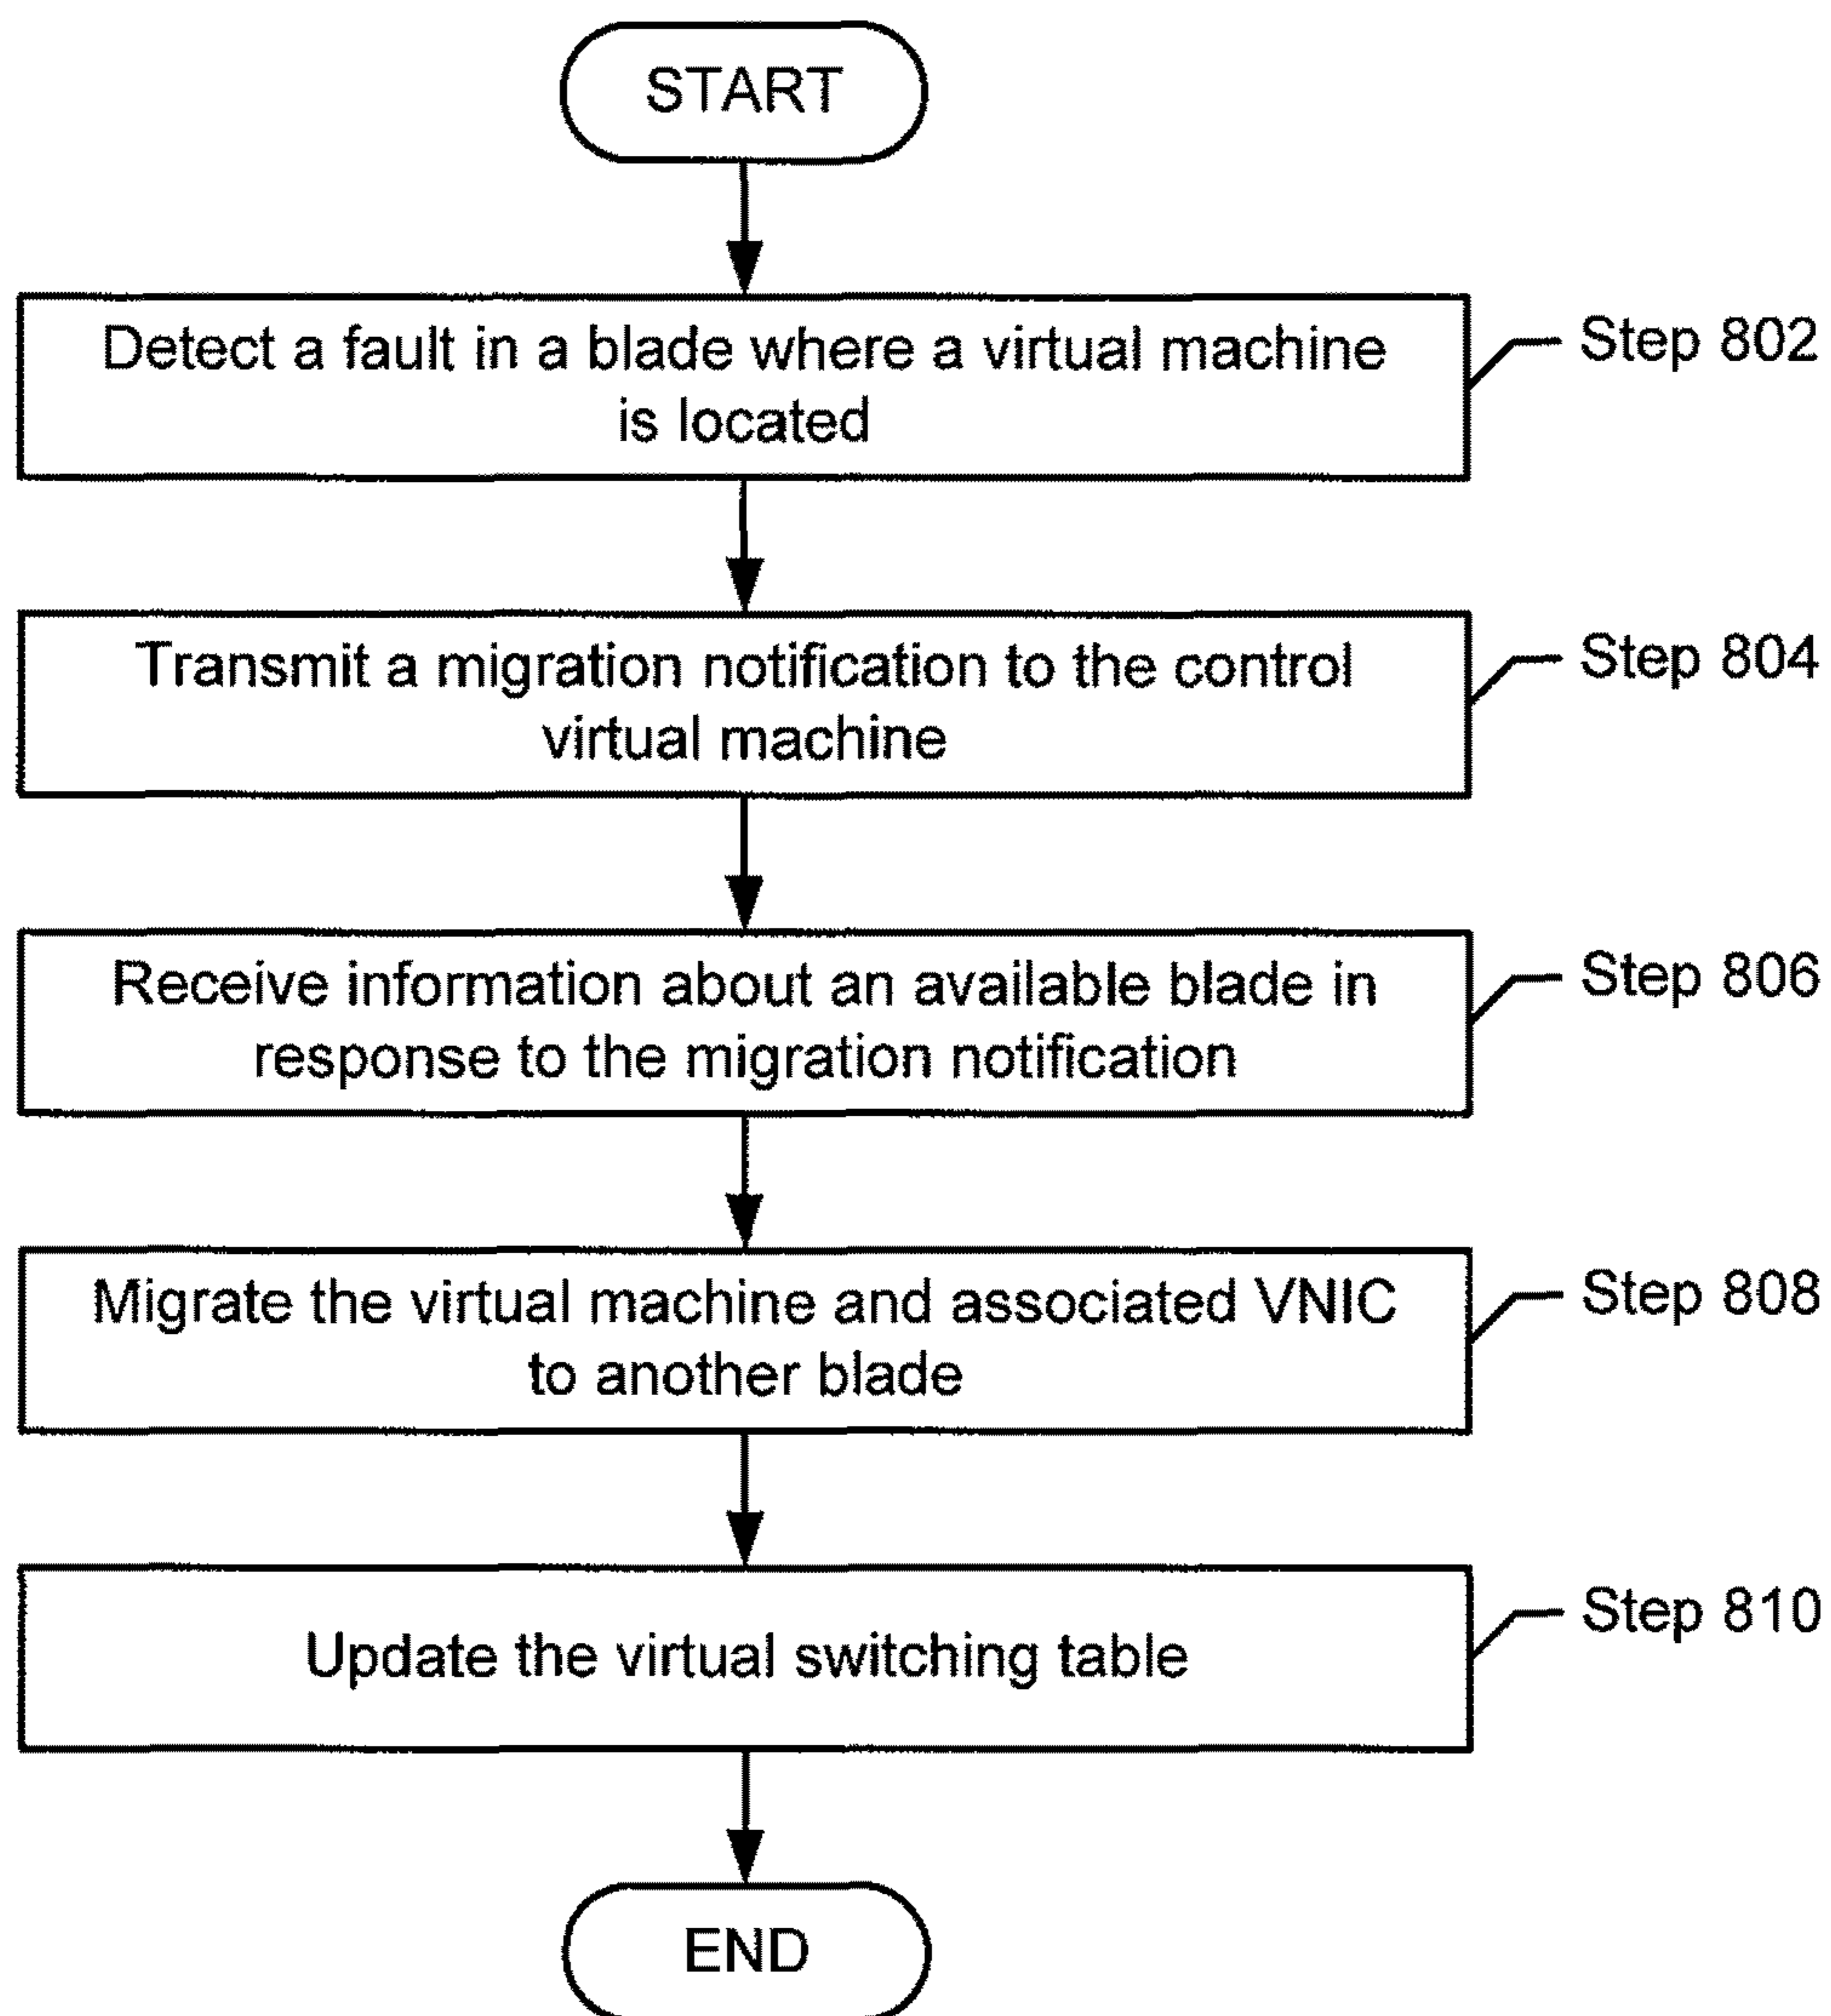 START
Detect a fault in a blade where a virtual machine
is located
Step 802
Transmit a migration notification to the control
virtual machine
Step 804
Receive information about an available blade in
response to the migration notification
Step 806
Migrate the virtual machine and associated VNIC
to another blade
Step 808
Update the virtual switching table
Step 810
END